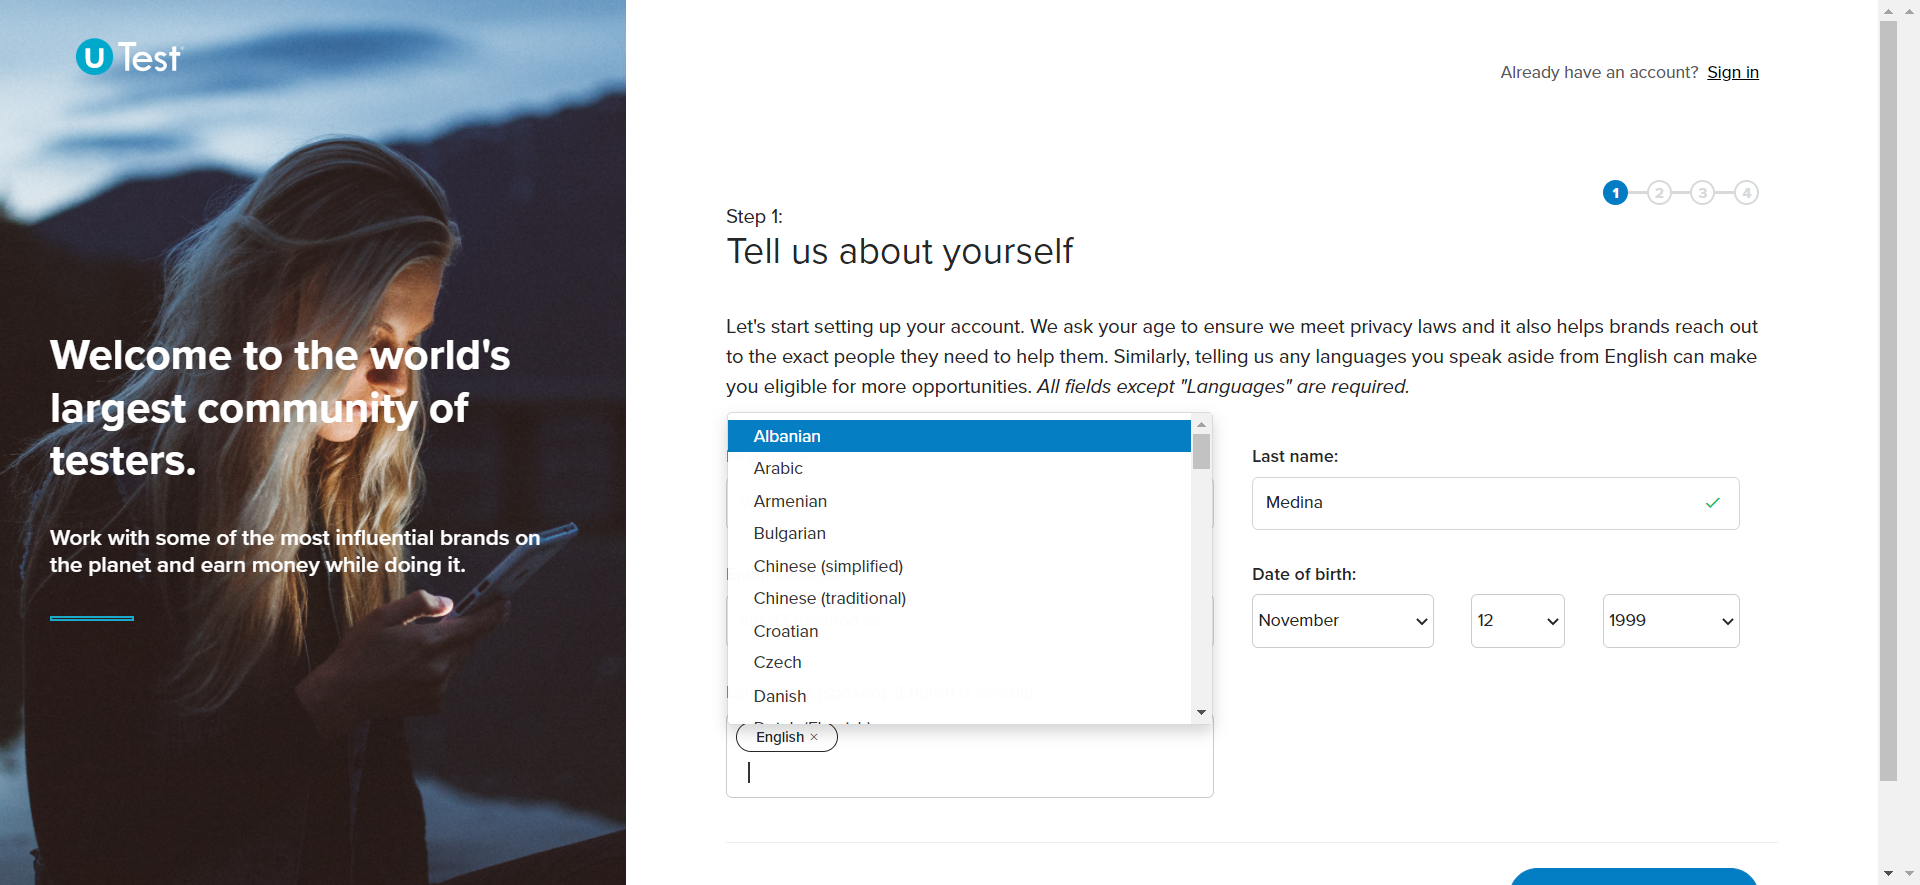 U Test
Already have an account? Sign in
1 2 3 4
Step 1:
Tell us about yourself
Let's start setting up your account. We ask your age to ensure we meet privacy laws and it also helps brands reach out
to the exact people they need to help them. Similarly, telling us any languages you speak aside from English can make
you eligible for more opportunities. All fields except "Languages" are required.
Welcome to the world's
largest community of
testers.
Work with some of the most influential brands on
the planet and earn money while doing it.
Albanian
Arabic
Armenian
Bulgarian
Chinese (simplified)
Chinese (traditional)
Croatian
Czech
Danish
English ×
Last name:
Medina
Date of birth:
November 12 1999